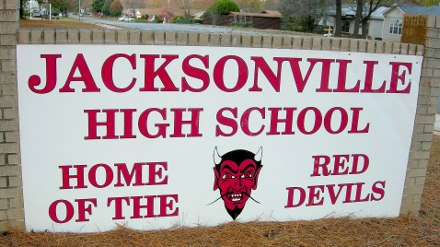 JACKSONVILLE
HIGH SCHOOL
HOME RED
OF THE DEVILS